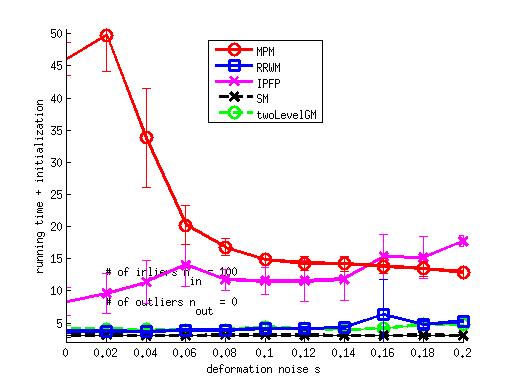 50
45
40
35
30
25
20
15
10
5
running time + initialization
MPM
RRWM
IPFP
SM
twoLevelGM
# of inliers n_in = 100
# of outliers n_out = 0
0 0.02 0.04 0.06 0.08 0.1 0.12 0.14 0.16 0.18 0.2
deformation noise s